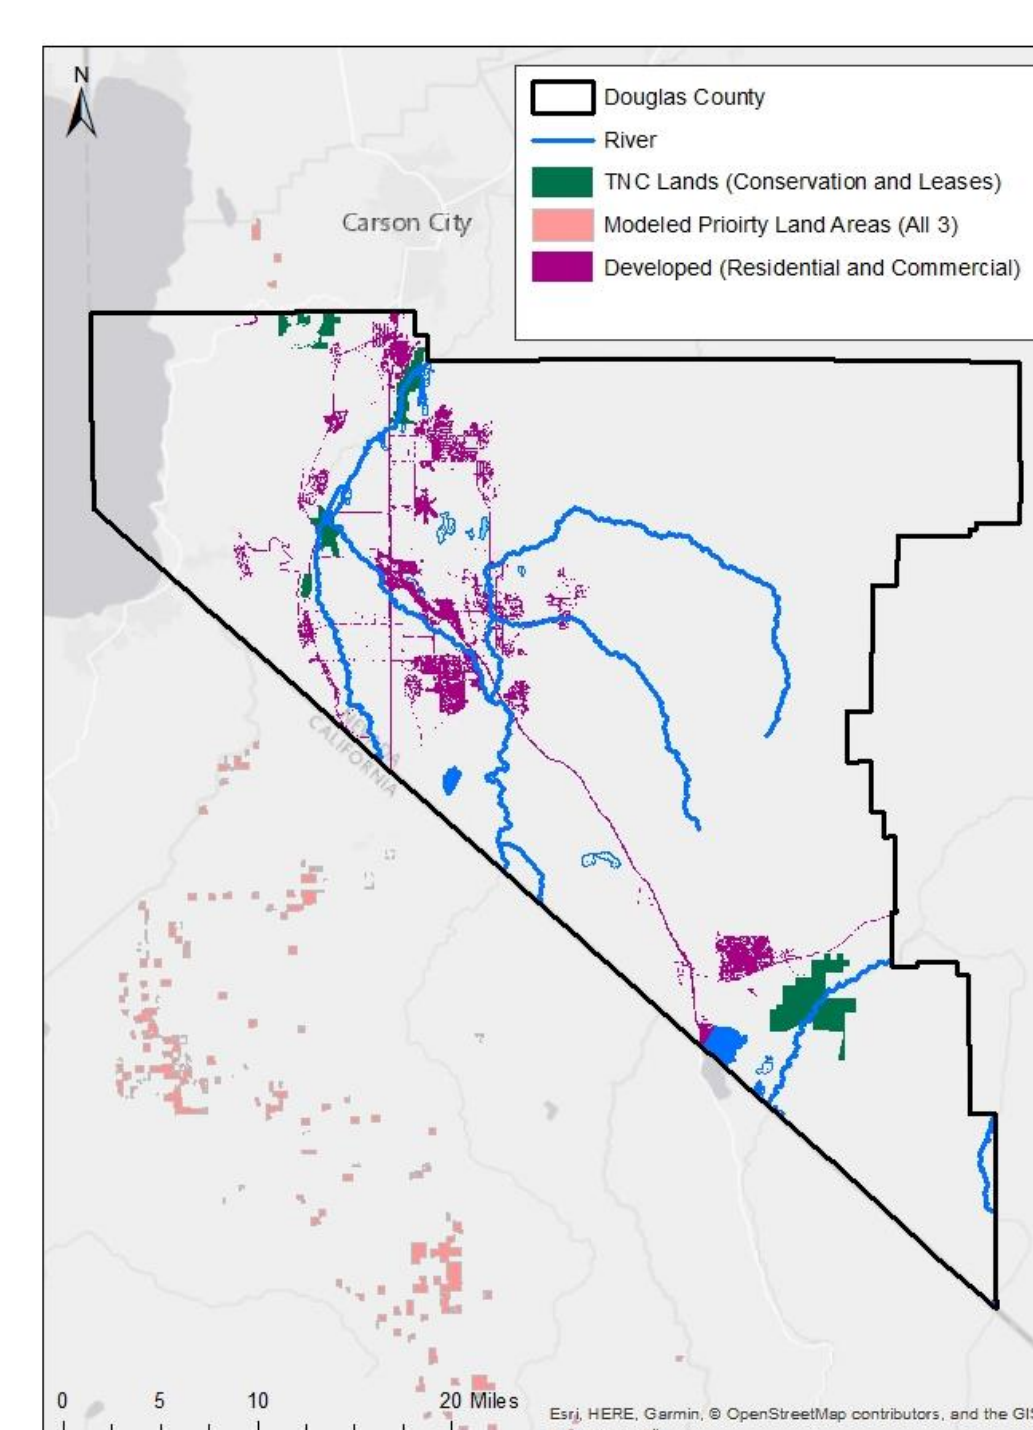 N
Douglas County
River
TNC Lands (Conservation and Leases)
Modeled Prioirty Land Areas (All 3)
Developed (Residential and Commercial)
Carson City
NEVADA
CALIFORNIA
0 5 10 20 Miles
Esri, HERE, Garmin, © OpenStreetMap contributors, and the GIS